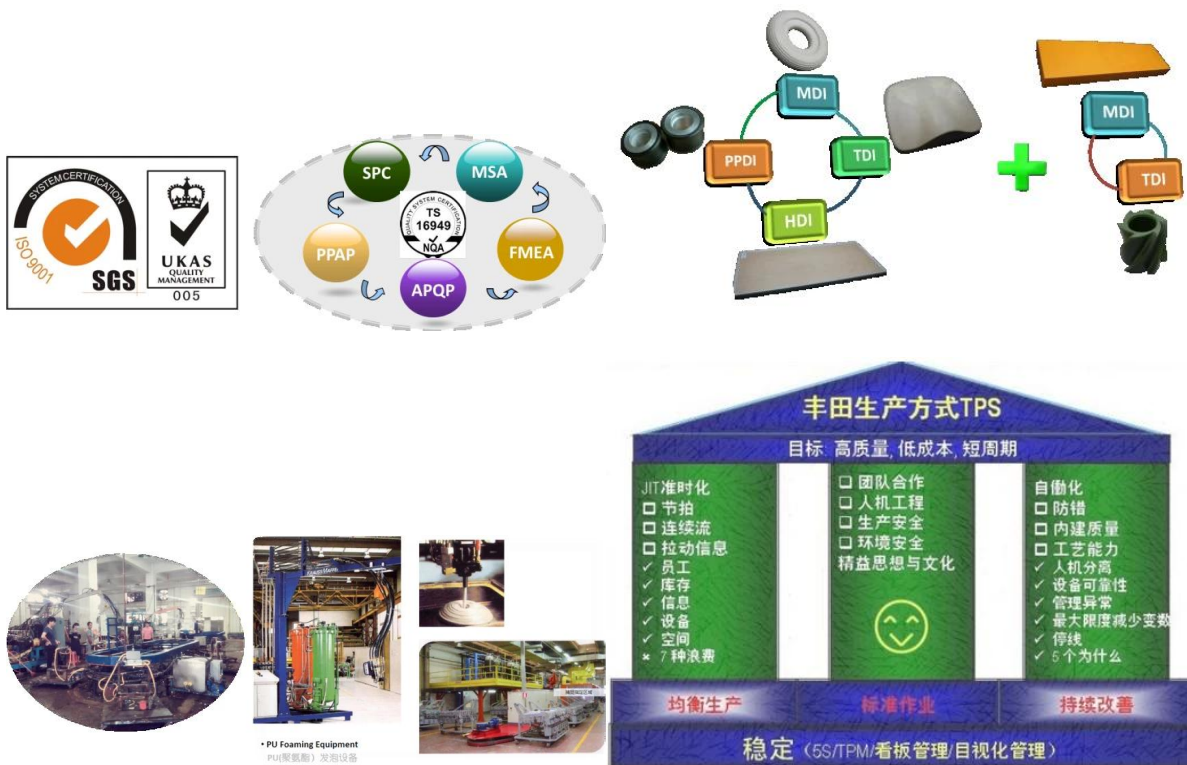 SYSTEM CERTIFICATION
ISO 9001
SGS
UKAS
QUALITY
MANAGEMENT
005
SPC
MSA
PPAP
FMEA
APQP
QUALITY SYSTEM CERTIFICATION
TS
16949
NQA
MDI
PPDI
TDI
HDI
MDI
TDI
• PU Foaming Equipment
PU(聚氨酯）发泡设备
丰田生产方式TPS
目标: 高质量, 低成本, 短周期
JIT准时化
□ 节拍
□ 连续流
□ 拉动信息
✓ 员工
✓ 库存
✓ 信息
✓ 设备
✓ 空间
× 7 种浪费
□ 团队合作
□ 人机工程
□ 生产安全
□ 环境安全
精益思想与文化
自働化
□ 防错
□ 内建质量
□ 工艺能力
✓ 人机分离
✓ 设备可靠性
✓ 管理异常
✓ 最大限度减少变数
✓ 停线
✓ 5个为什么
均衡生产
标准作业
持续改善
稳定（5S/TPM/看板管理/目视化管理）